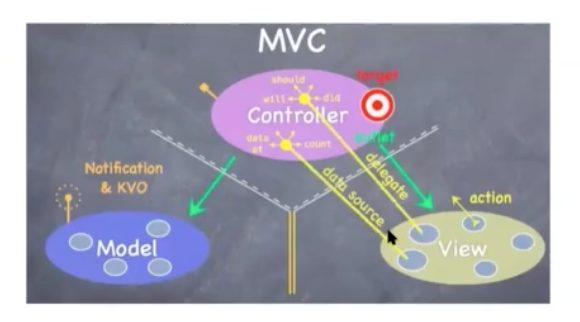 MVC
should
target
will
did
Controller
data
at
count
outlet
Notification
& KVO
delegate
data source
action
Model
View